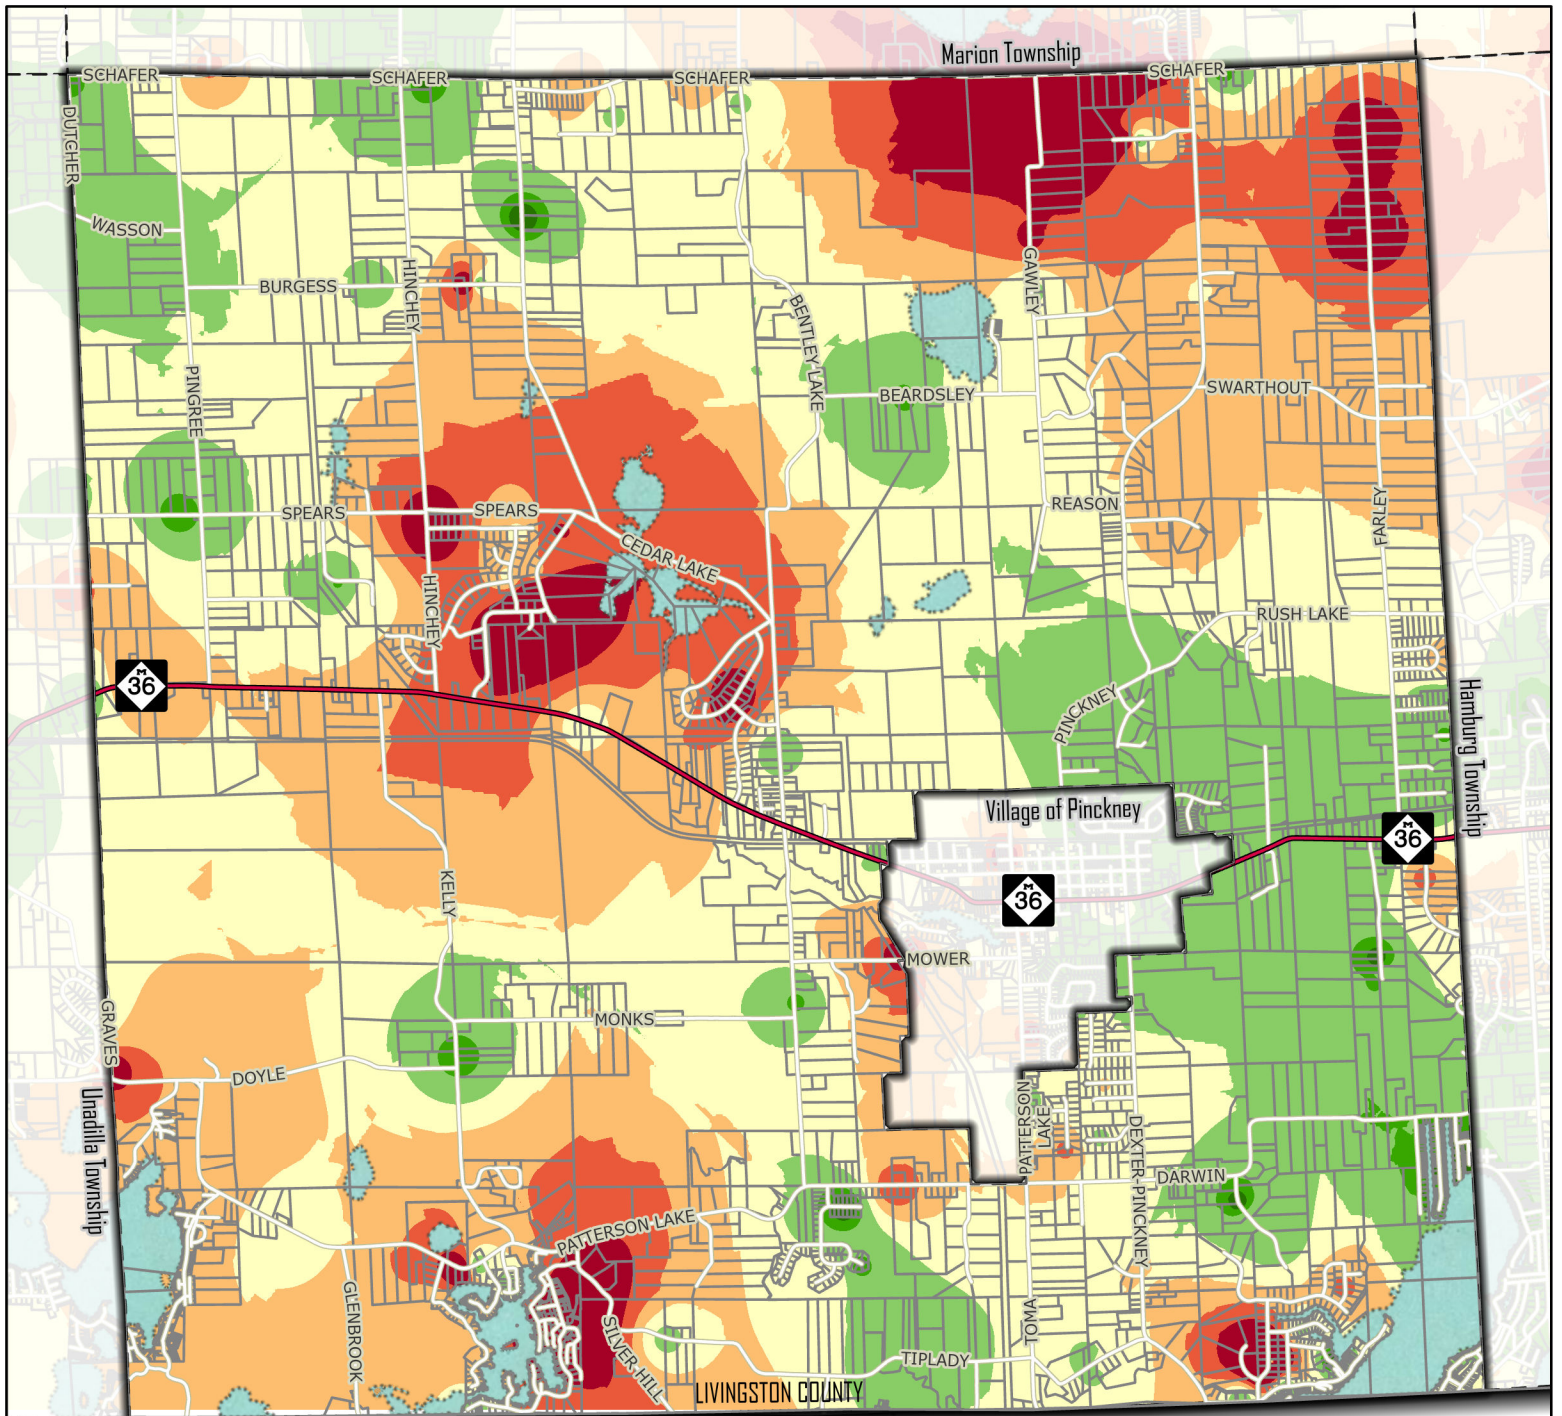 Marion Township
SCHAFER
SCHAFER
SCHAFER
SCHAFER
DUTCHER
WASSON
BURGESS
HINCHEY
GAWLEY
BENTLEY LAKE
PINGREE
BEARDSLEY
SWARTHOUT
SPEARS
SPEARS
REASON
FARLEY
CEDAR LAKE
HINCHEY
RUSH LAKE
M
36
PINCKNEY
Hamburg Township
Village of Pinckney
M
36
M
36
KELLY
MOWER
GRAVES
MONKS
DOYLE
Unadilla Township
PATTERSON
LAKE
DEXTER-PINCKNEY
DARWIN
PATTERSON LAKE
GLENBROOK
SILVER HILL
TOMA
TIPLADY
LIVINGSTON COUNTY